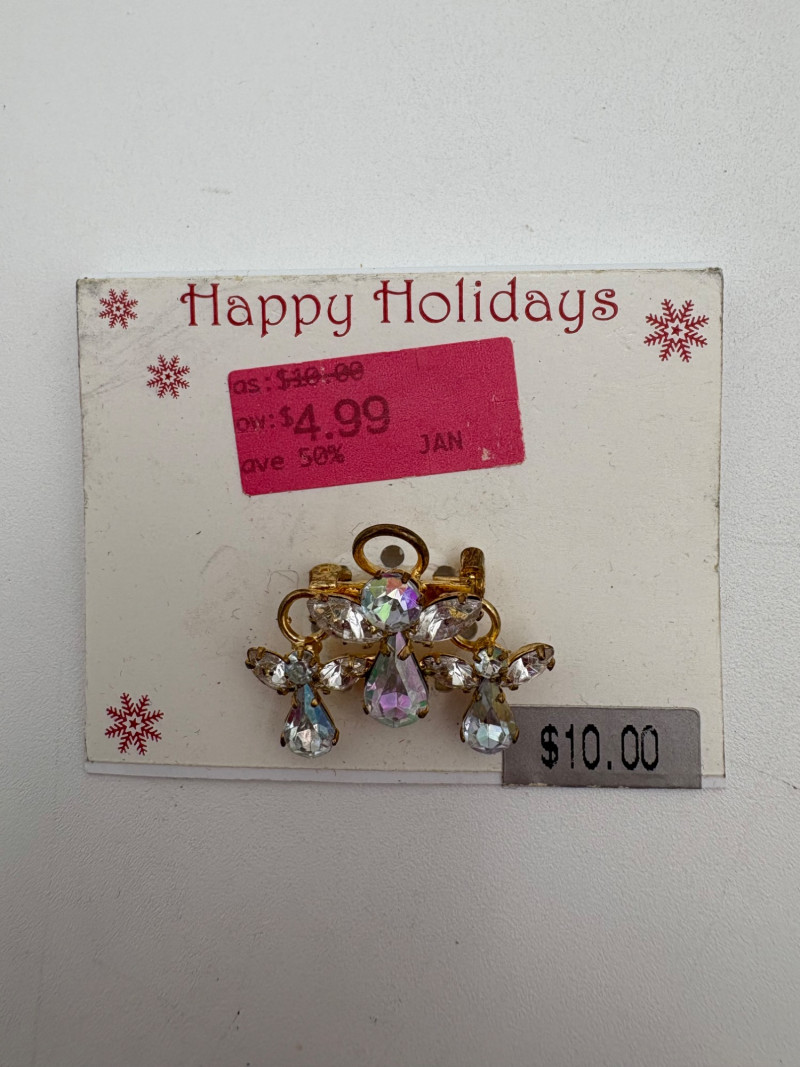 Happy Holidays
as: $10.00
ow: $4.99
ave 50% JAN
$10.00